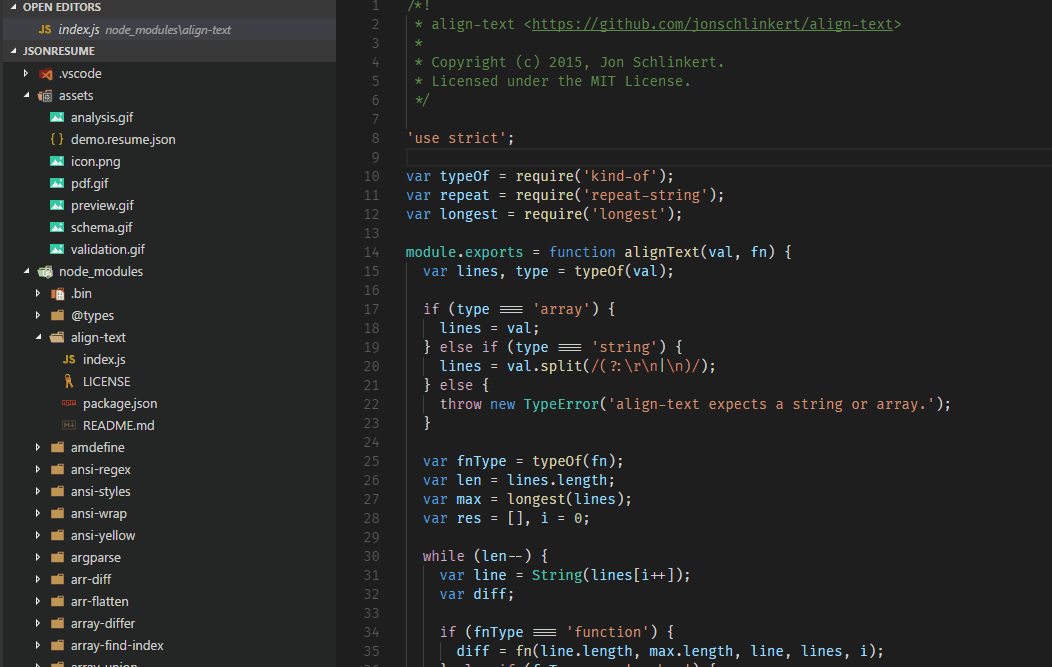 OPEN EDITORS
JS index.js node_modules\align-text
JSONRESUME
.vscode
assets
analysis.gif
{ } demo.resume.json
icon.png
pdf.gif
preview.gif
schema.gif
validation.gif
node_modules
.bin
@types
align-text
JS index.js
LICENSE
package.json
README.md
amdefine
ansi-regex
ansi-styles
ansi-wrap
ansi-yellow
argparse
arr-diff
arr-flatten
array-differ
array-find-index
array-union
1 /*!
2 * align-text <https://github.com/jonschlinkert/align-text>
3 *
4 * Copyright (c) 2015, Jon Schlinkert.
5 * Licensed under the MIT License.
6 */
7
8 'use strict';
9
10 var typeOf = require('kind-of');
11 var repeat = require('repeat-string');
12 var longest = require('longest');
13
14 module.exports = function alignText(val, fn) {
15 var lines, type = typeOf(val);
16
17 if (type === 'array') {
18 lines = val;
19 } else if (type === 'string') {
20 lines = val.split(/(?:\r\n|\n)/);
21 } else {
22 throw new TypeError('align-text expects a string or array.');
23 }
24
25 var fnType = typeOf(fn);
26 var len = lines.length;
27 var max = longest(lines);
28 var res = [], i = 0;
29
30 while (len--) {
31 var line = String(lines[i++]);
32 var diff;
33
34 if (fnType === 'function') {
35 diff = fn(line.length, max.length, line, lines, i);